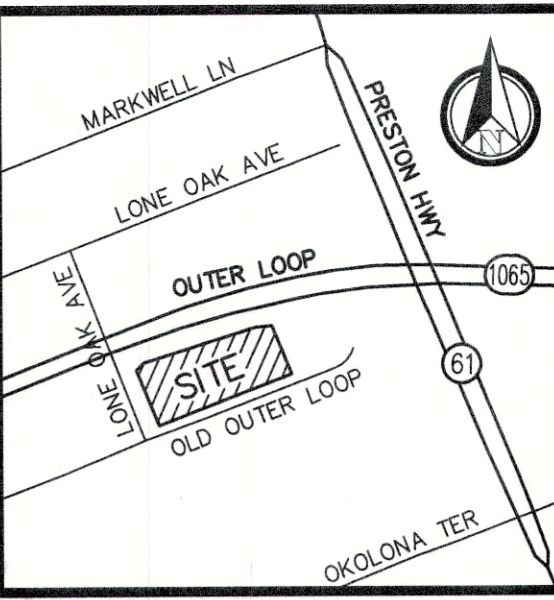 MARKWELL LN
PRESTON HWY
N
LONE OAK AVE
OUTER LOOP
1065
LONE OAK AVE
SITE
61
OLD OUTER LOOP
OKOLONA TER